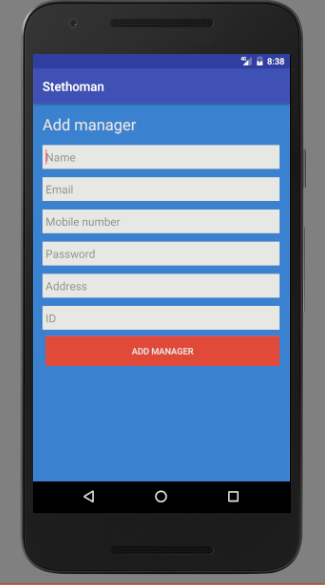 8:38
Stethoman
Add manager
Name
Email
Mobile number
Password
Address
ID
ADD MANAGER